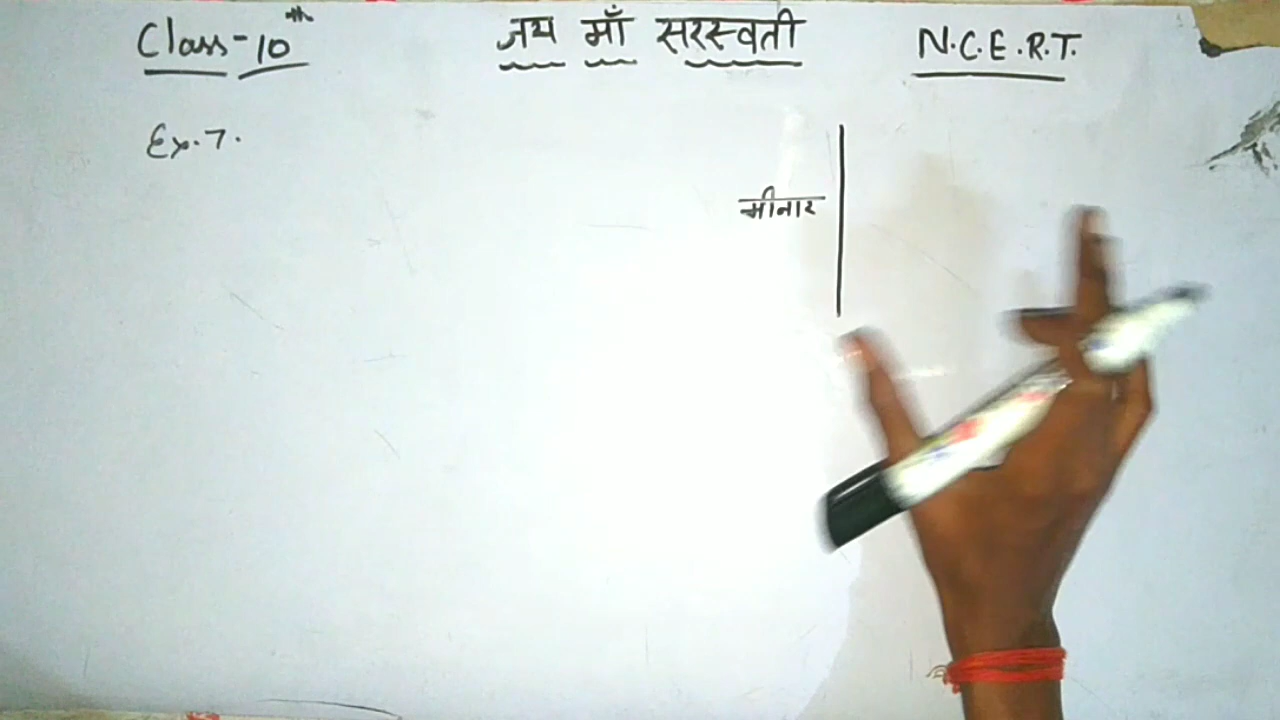 Class-10th
जय माँ सरस्वती
N.C.E.R.T.
Ex.7.
मीनार